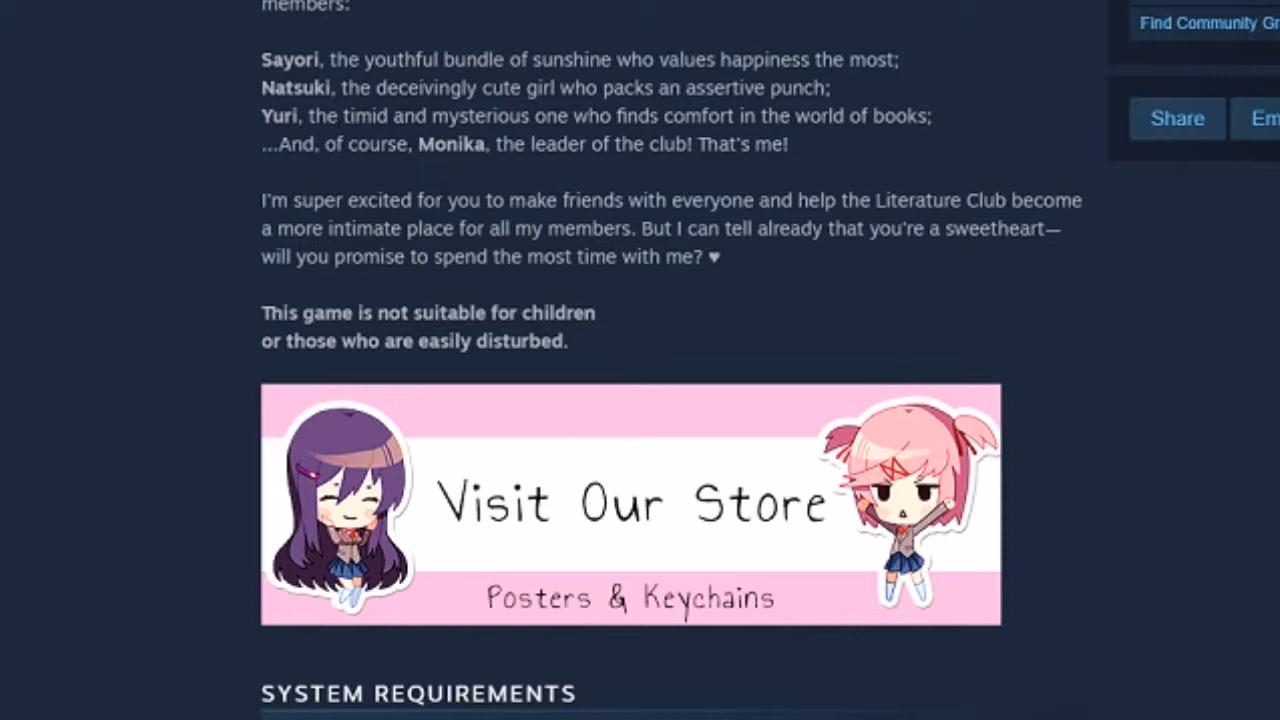 members:
Sayori, the youthful bundle of sunshine who values happiness the most;
Natsuki, the deceivingly cute girl who packs an assertive punch;
Yuri, the timid and mysterious one who finds comfort in the world of books;
...And, of course, Monika, the leader of the club! That's me!
I'm super excited for you to make friends with everyone and help the Literature Club become
a more intimate place for all my members. But I can tell already that you're a sweetheart—
will you promise to spend the most time with me? ♥
This game is not suitable for children
or those who are easily disturbed.
Visit Our Store
Posters & Keychains
SYSTEM REQUIREMENTS
Find Community Gr
Share
Em